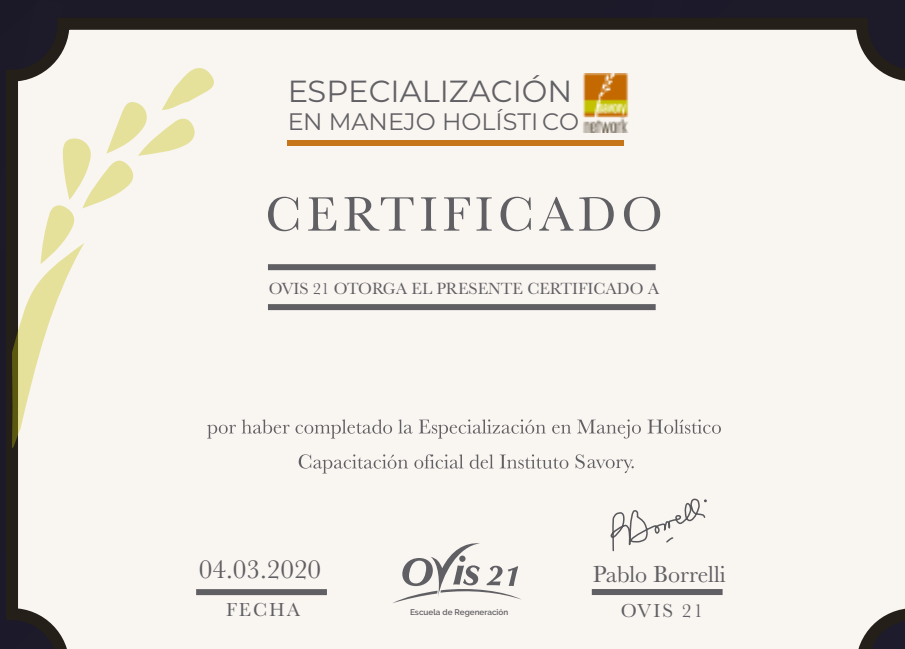 ESPECIALIZACIÓN
EN MANEJO HOLÍSTICO
savory
network
CERTIFICADO
OVIS 21 OTORGA EL PRESENTE CERTIFICADO A
por haber completado la Especialización en Manejo Holístico
Capacitación oficial del Instituto Savory.
PBorrelli
04.03.2020
FECHA
Ovis 21
Escuela de Regeneración
Pablo Borrelli
OVIS 21